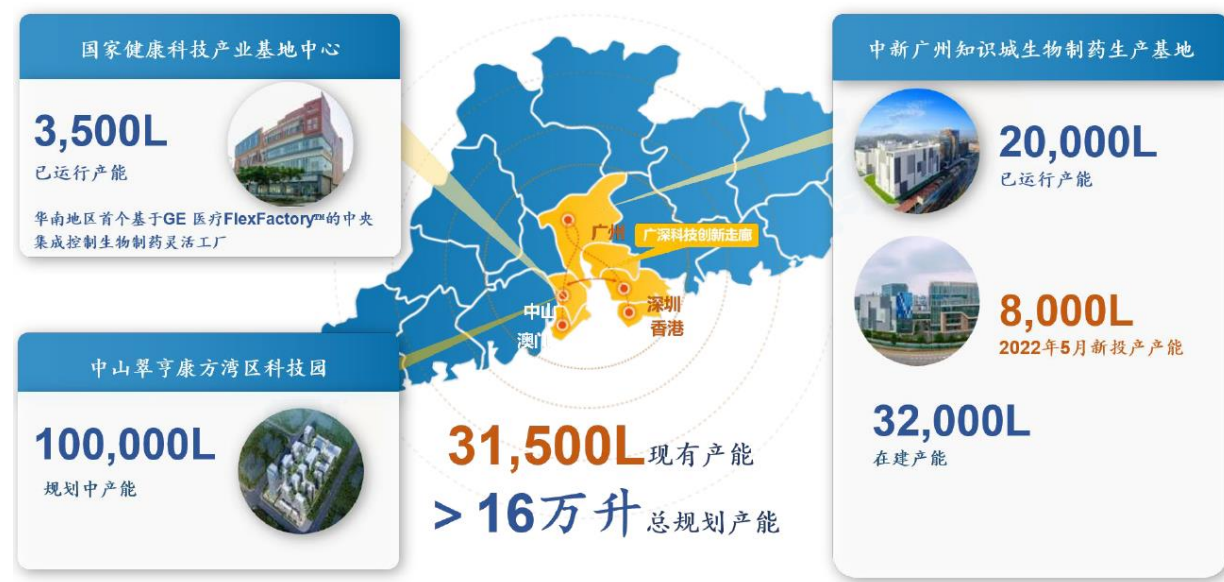 国家健康科技产业基地中心
3,500L
已运行产能
华南地区首个基于GE 医疗FlexFactory™的中央
集成控制生物制药灵活工厂
中山翠亨康方湾区科技园
100,000L
规划中产能
广州
广深科技创新走廊
中山
深圳
澳门
香港
31,500L现有产能
> 16万升总规划产能
中新广州知识城生物制药生产基地
20,000L
已运行产能
8,000L
2022年5月新投产产能
32,000L
在建产能